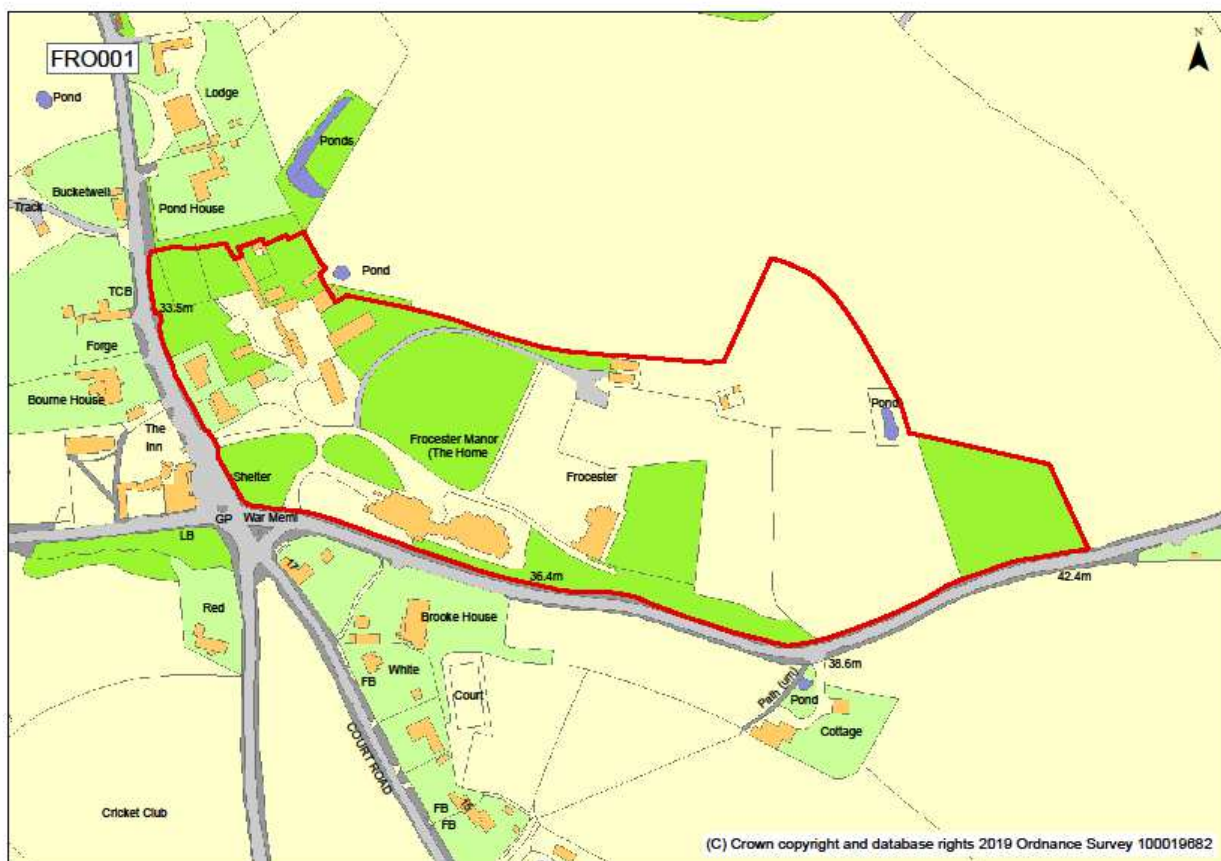 FRO001
N
Pond
Lodge
Ponds
Bucketwell
Track
Pond House
Pond
TCB
33.5m
Forge
Bourne House
The
Inn
Frocester Manor
(The Home
Pond
Shelter
Frocester
GP
War Meml
LB
17
36.4m
42.4m
Red
Brooke House
White
FB
38.6m
Court
Path (um)
Pond
Cottage
COURT ROAD
Cricket Club
FB
15
FB
(C) Crown copyright and database rights 2019 Ordnance Survey 100019682